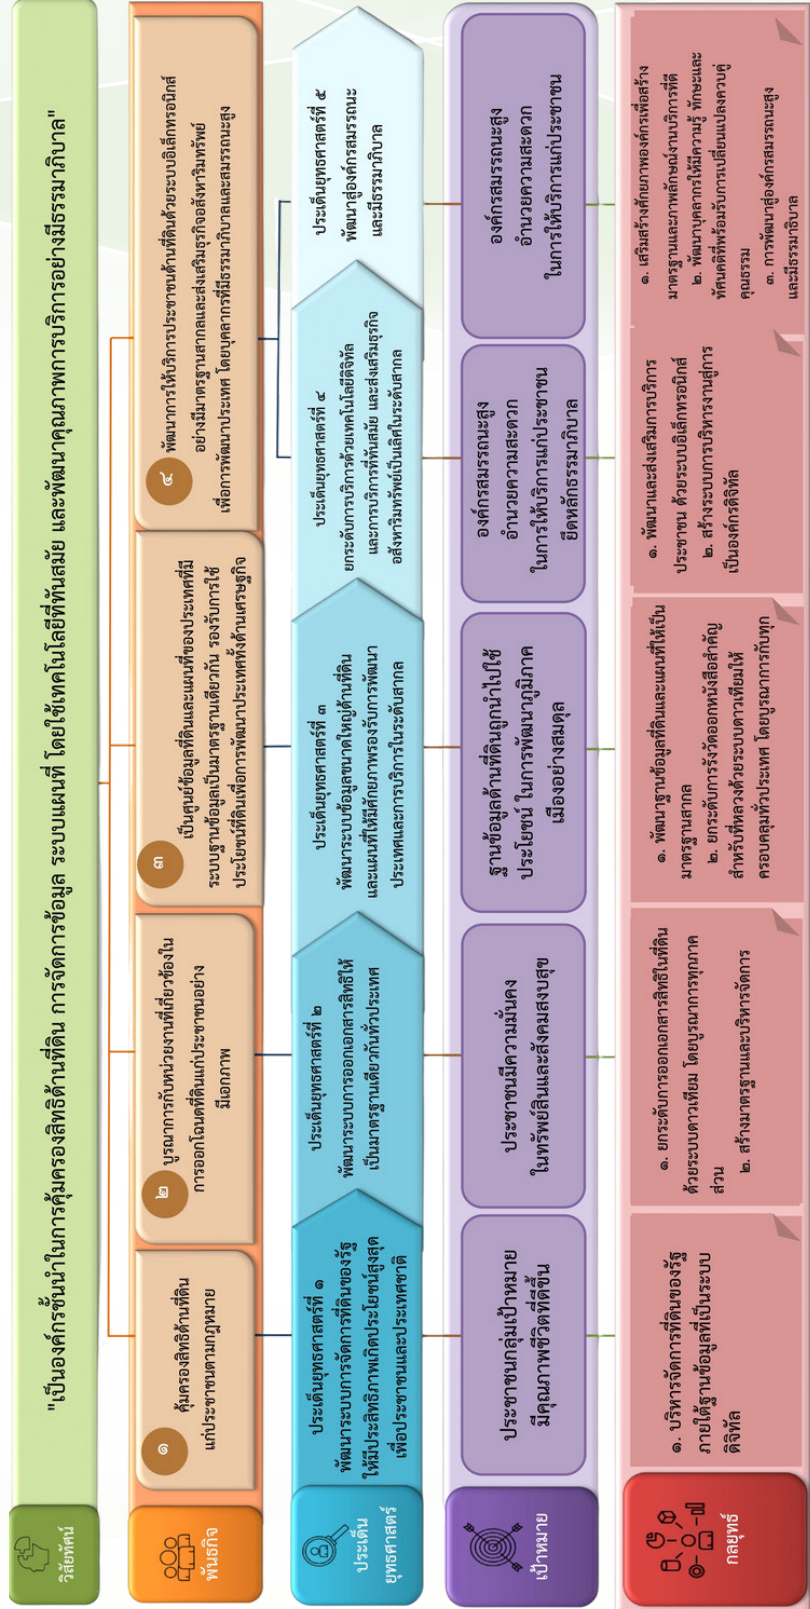 วิสัยทัศน์
"เป็นองค์กรชั้นนำในการคุ้มครองสิทธิด้านที่ดิน การจัดการข้อมูล ระบบแผนที่ โดยใช้เทคโนโลยีที่ทันสมัย และพัฒนาคุณภาพการบริการอย่างมีธรรมาภิบาล"
พันธกิจ
๑
คุ้มครองสิทธิด้านที่ดิน
แก่ประชาชนตามกฎหมาย
๒
บูรณาการกับหน่วยงานที่เกี่ยวข้องใน
การออกโฉนดที่ดินแก่ประชาชนอย่าง
มีเอกภาพ
๓
เป็นศูนย์ข้อมูลที่ดินและแผนที่ของประเทศที่มี
ระบบฐานข้อมูลเป็นมาตรฐานเดียวกัน รองรับการใช้
ประโยชน์ที่ดินเพื่อการพัฒนาประเทศทั้งด้านเศรษฐกิจ
๔
พัฒนาการให้บริการประชาชนด้านที่ดินด้วยระบบอิเล็กทรอนิกส์
อย่างมีมาตรฐานสากลและส่งเสริมธุรกิจอสังหาริมทรัพย์
เพื่อการพัฒนาประเทศ โดยบุคลากรที่มีธรรมาภิบาลและสมรรถนะสูง
ประเด็น
ยุทธศาสตร์
ประเด็นยุทธศาสตร์ที่ ๑
พัฒนาระบบการจัดการที่ดินของรัฐ
ให้มีประสิทธิภาพเกิดประโยชน์สูงสุด
เพื่อประชาชนและประเทศชาติ
ประเด็นยุทธศาสตร์ที่ ๒
พัฒนาระบบการออกเอกสารสิทธิให้
เป็นมาตรฐานเดียวกันทั่วประเทศ
ประเด็นยุทธศาสตร์ที่ ๓
พัฒนาระบบข้อมูลขนาดใหญ่ด้านที่ดิน
และแผนที่ให้มีศักยภาพรองรับการพัฒนา
ประเทศและการบริการในระดับสากล
ประเด็นยุทธศาสตร์ที่ ๔
ยกระดับการบริการด้วยเทคโนโลยีดิจิทัล
และการบริการที่ทันสมัย และส่งเสริมธุรกิจ
อสังหาริมทรัพย์เป็นเลิศในระดับสากล
ประเด็นยุทธศาสตร์ที่ ๕
พัฒนาสู่องค์กรสมรรถนะ
และมีธรรมาภิบาล
เป้าหมาย
ประชาชนกลุ่มเป้าหมาย
มีคุณภาพชีวิตที่ดีขึ้น
ประชาชนมีความมั่นคง
ในทรัพย์สินและสังคมสงบสุข
ฐานข้อมูลด้านที่ดินถูกนำไปใช้
ประโยชน์ ในการพัฒนาภูมิภาค
เมืองอย่างสมดุล
องค์กรสมรรถนะสูง
อำนวยความสะดวก
ในการให้บริการแก่ประชาชน
ยึดหลักธรรมาภิบาล
องค์กรสมรรถนะสูง
อำนวยความสะดวก
ในการให้บริการแก่ประชาชน
กลยุทธ์
๑. บริหารจัดการที่ดินของรัฐ
ภายใต้ฐานข้อมูลที่เป็นระบบ
ดิจิทัล
๑. ยกระดับการออกเอกสารสิทธิในที่ดิน
ด้วยระบบดาวเทียม โดยบูรณาการทุกภาค
ส่วน
๒. สร้างมาตรฐานและบริหารจัดการ
๑. พัฒนาฐานข้อมูลที่ดินและแผนที่ให้เป็น
มาตรฐานสากล
๒. ยกระดับการรังวัดออกหนังสือสำคัญ
สำหรับที่หลวงด้วยระบบดาวเทียมให้
ครอบคลุมทั่วประเทศ โดยบูรณาการกับทุก
๑. พัฒนาและส่งเสริมการบริการ
ประชาชน ด้วยระบบอิเล็กทรอนิกส์
๒. สร้างระบบการบริหารงานสู่การ
เป็นองค์กรดิจิทัล
๑. เสริมสร้างศักยภาพองค์กรเพื่อสร้าง
มาตรฐานและภาพลักษณ์งานบริการที่ดี
๒. พัฒนาบุคลากรให้มีความรู้ ทักษะและ
ทัศนคติที่พร้อมรับการเปลี่ยนแปลงควบคู่
คุณธรรม
๓. การพัฒนาสู่องค์กรสมรรถนะสูง
และมีธรรมาธิบาล